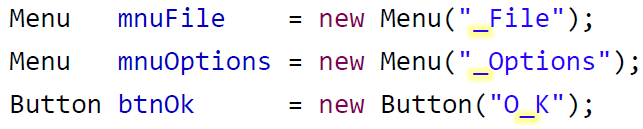 Menu   mnuFile    = new Menu("_File");
Menu   mnuOptions = new Menu("_Options");
Button btnOk      = new Button("O_K");